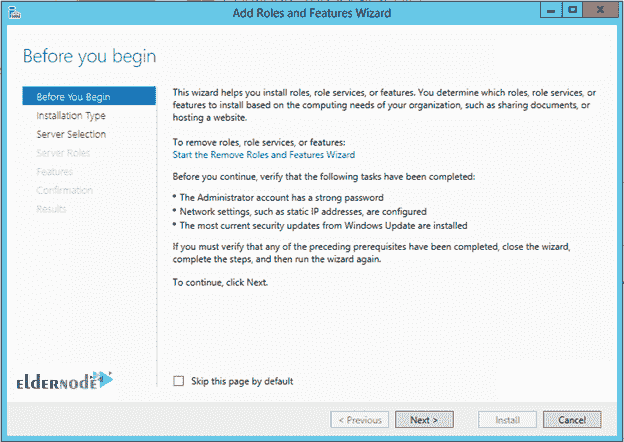 Add Roles and Features Wizard
Before you begin
Before You Begin
Installation Type
Server Selection
Server Roles
Features
Confirmation
Results
This wizard helps you install roles, role services, or features. You determine which roles, role services, or
features to install based on the computing needs of your organization, such as sharing documents, or
hosting a website.
To remove roles, role services, or features:
Start the Remove Roles and Features Wizard
Before you continue, verify that the following tasks have been completed:
* The Administrator account has a strong password
* Network settings, such as static IP addresses, are configured
* The most current security updates from Windows Update are installed
If you must verify that any of the preceding prerequisites have been completed, close the wizard,
complete the steps, and then run the wizard again.
To continue, click Next.
ELDERNODE
Skip this page by default
< Previous
Next >
Install
Cancel